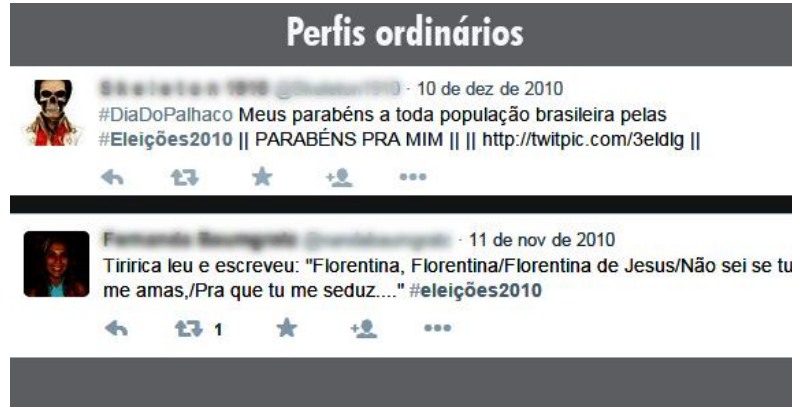 Perfis ordinários
· 10 de dez de 2010
#DiaDoPalhaco Meus parabéns a toda população brasileira pelas
#Eleições2010 || PARABÉNS PRA MIM || || http://twitpic.com/3eldlg ||
· 11 de nov de 2010
Tiririca leu e escreveu: "Florentina, Florentina/Florentina de Jesus/Não sei se tu
me amas,/Pra que tu me seduz...." #eleições2010
1